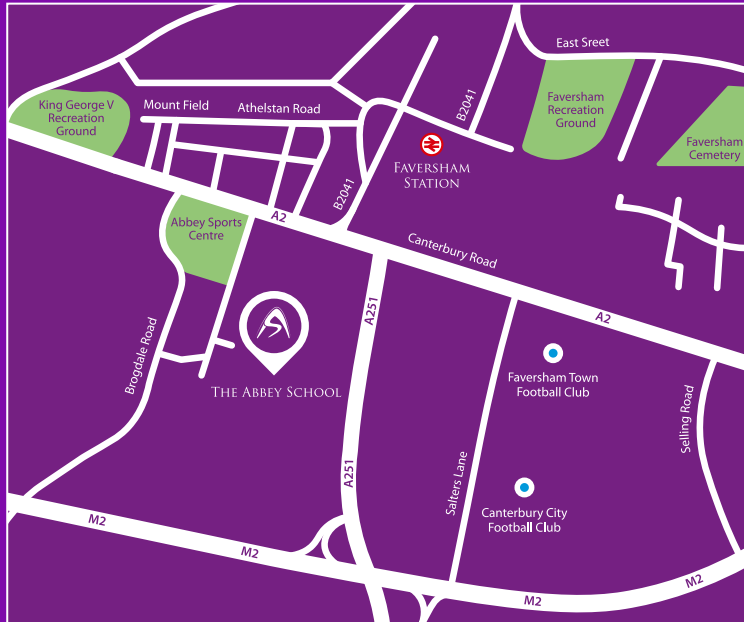 East Sreet
King George V
Recreation
Ground
Mount Field
Athelstan Road
B2041
Faversham
Recreation
Ground
Faversham
Cemetery
FAVERSHAM
STATION
B2041
A2
Abbey Sports
Centre
Canterbury Road
A251
A2
Brogdale Road
THE ABBEY SCHOOL
Faversham Town
Football Club
Selling Road
A251
Salters Lane
Canterbury City
Football Club
M2
M2
M2
M2